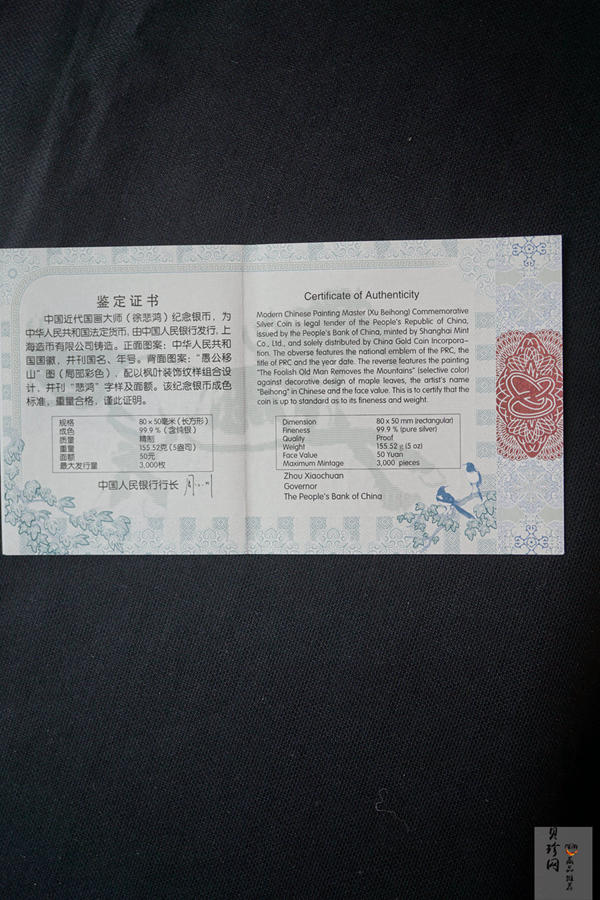 鉴定证书
中国近代国画大师（徐悲鸿）纪念银币，为
中华人民共和国法定货币，由中国人民银行发行，上
海造币有限公司铸造。正面图案：中华人民共和
国国徽，并刊国名、年号。背面图案：“愚公移
山”图（局部彩色），配以枫叶装饰纹样组合设
计，并刊“悲鸿”字样及面额。该纪念银币成色
标准，重量合格，谨此证明。
规格 80×50毫米（长方形）
成色 99.9％（含纯银）
质量 精制
重量 155.52克（5盎司）
面额 50元
最大发行量 3,000枚
中国人民银行行长
Certificate of Authenticity
Modern Chinese Painting Master (Xu Beihong) Commemorative
Silver Coin is legal tender of the People's Republic of China,
issued by the People's Bank of China, minted by Shanghai Mint
Co., Ltd., and solely distributed by China Gold Coin Incorpora-
tion. The obverse features the national emblem of the PRC, the
title of PRC and the year date. The reverse features the painting
"The Foolish Old Man Removes the Mountains" (selective color)
against decorative design of maple leaves, the artist's name
"Beihong" in Chinese and the face value. This is to certify that the
coin is up to standard as to its fineness and weight.
Dimension 80 x 50 mm (rectangular)
Fineness 99.9 % (pure silver)
Quality Proof
Weight 155.52 g (5 oz)
Face Value 50 Yuan
Maximum Mintage 3,000 pieces
Zhou Xiaochuan
Governor
The People's Bank of China
贝珍网
藏品推荐